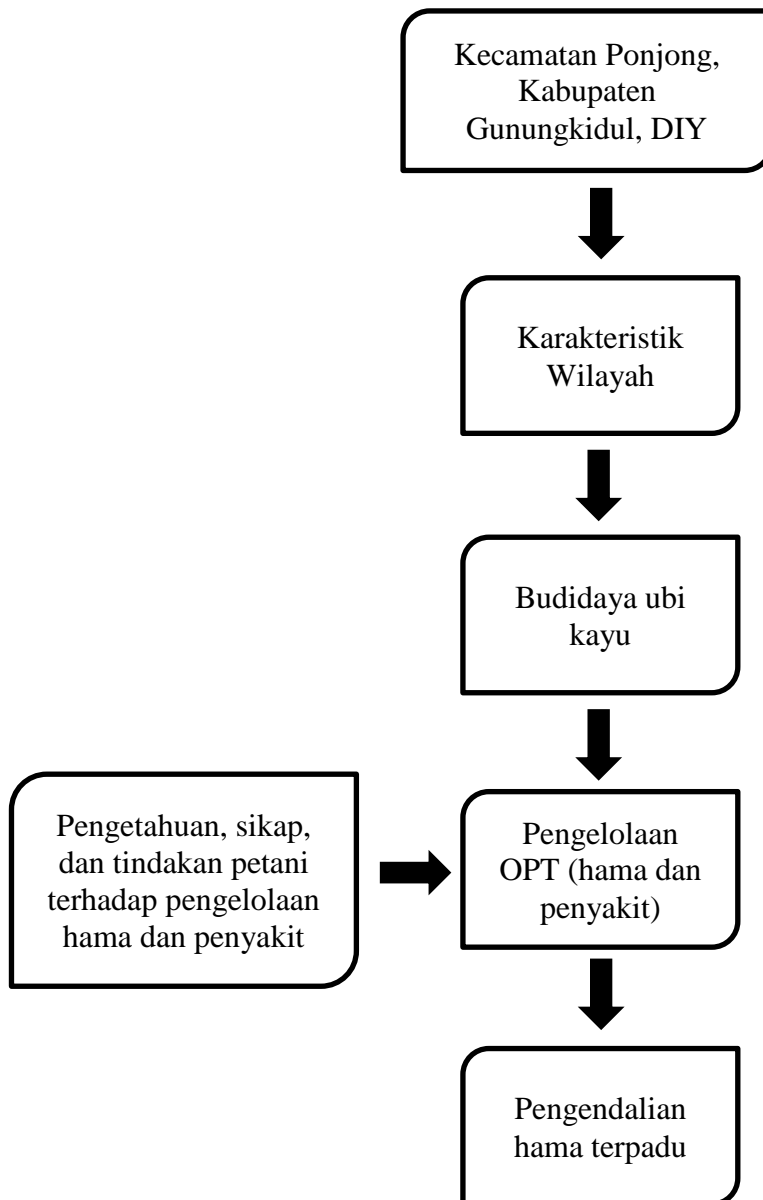 Kecamatan Ponjong,
Kabupaten
Gunungkidul, DIY
Karakteristik
Wilayah
Budidaya ubi
kayu
Pengetahuan, sikap,
dan tindakan petani
terhadap pengelolaan
hama dan penyakit
Pengelolaan
OPT (hama dan
penyakit)
Pengendalian
hama terpadu